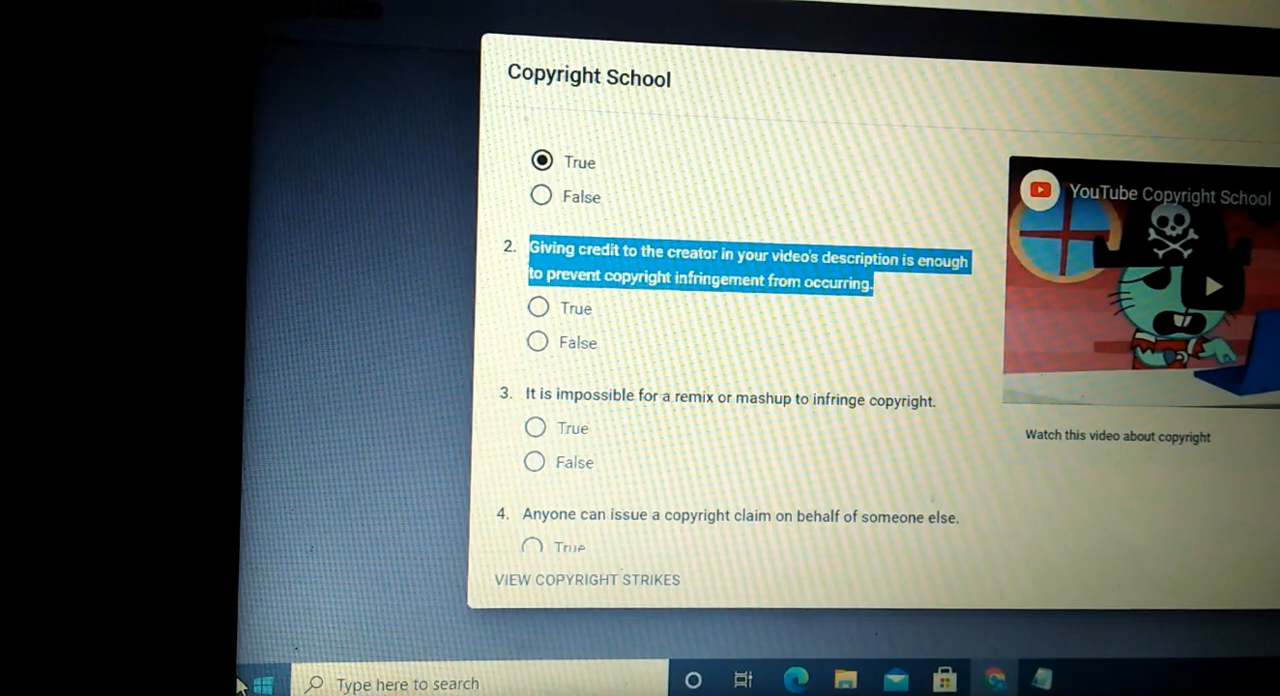 Copyright School
True
False
2. Giving credit to the creator in your video's description is enough
to prevent copyright infringement from occurring.
True
False
3. It is impossible for a remix or mashup to infringe copyright.
True
False
4. Anyone can issue a copyright claim on behalf of someone else.
True
VIEW COPYRIGHT STRIKES
YouTube Copyright School
Watch this video about copyright
Type here to search